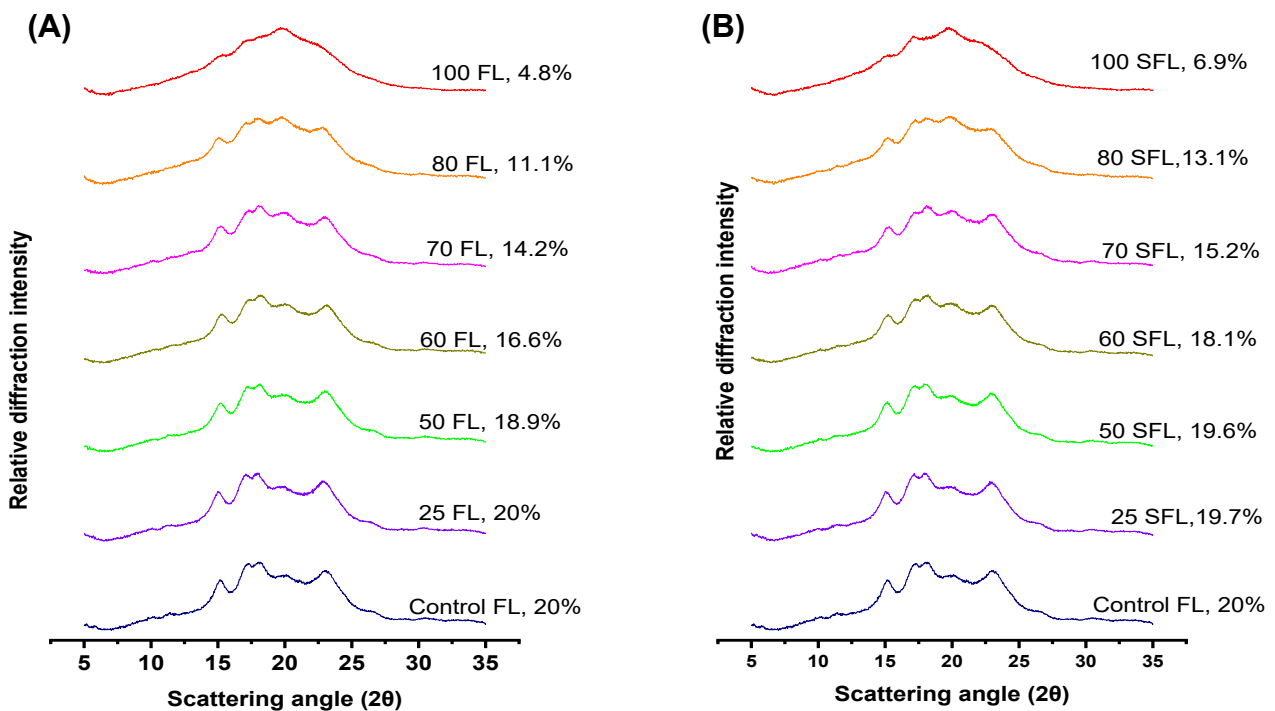 (A)
100 FL, 4.8%
80 FL, 11.1%
70 FL, 14.2%
60 FL, 16.6%
50 FL, 18.9%
25 FL, 20%
Control FL, 20%
Relative diffraction intensity
5 10 15 20 25 30 35
Scattering angle (2θ)
(B)
100 SFL, 6.9%
80 SFL,13.1%
70 SFL, 15.2%
60 SFL, 18.1%
50 SFL, 19.6%
25 SFL,19.7%
Control FL, 20%
Relative diffraction intensity
5 10 15 20 25 30 35
Scattering angle (2θ)